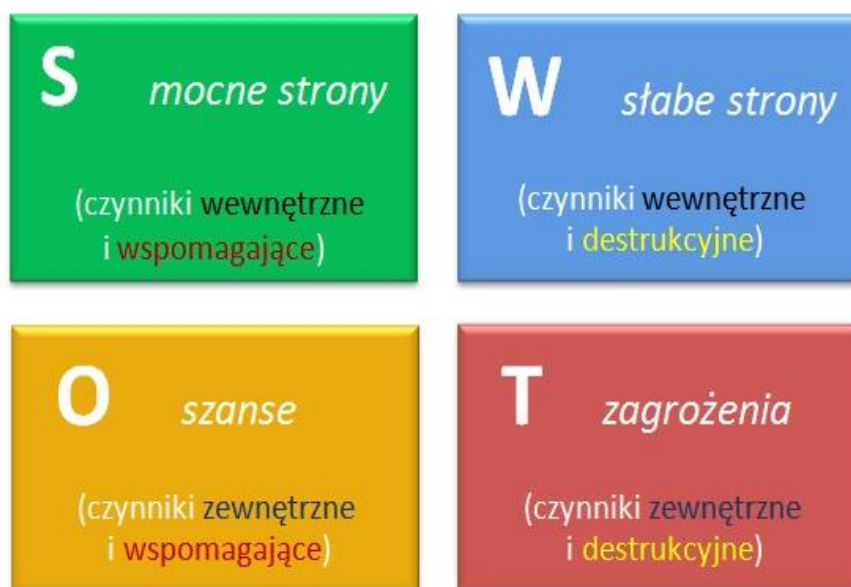 S mocne strony
(czynniki wewnętrzne
i wspomagające)
W słabe strony
(czynniki wewnętrzne
i destrukcyjne)
O szanse
(czynniki zewnętrzne
i wspomagające)
T zagrożenia
(czynniki zewnętrzne
i destrukcyjne)